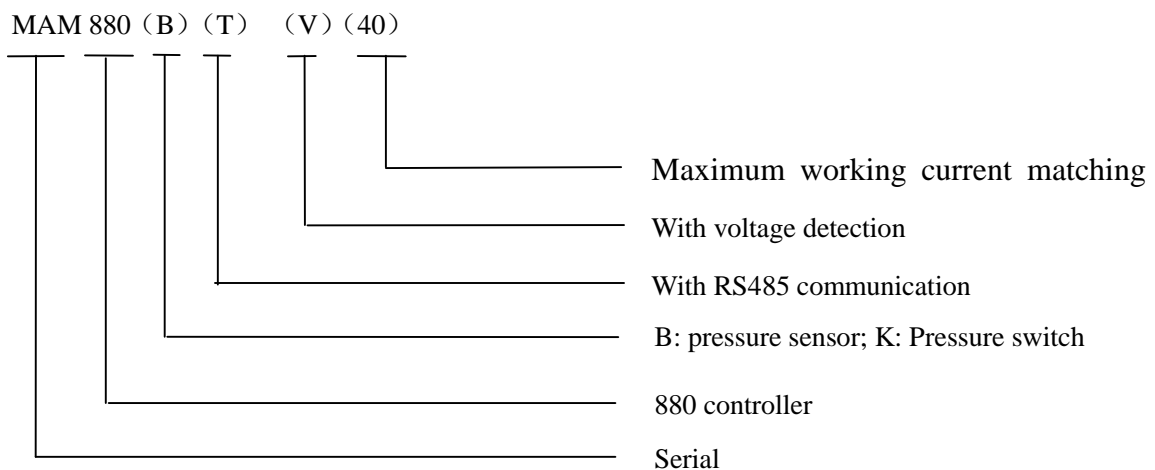 MAM 880（B）（T） （V）（40）
Maximum working current matching
With voltage detection
With RS485 communication
B: pressure sensor; K: Pressure switch
880 controller
Serial